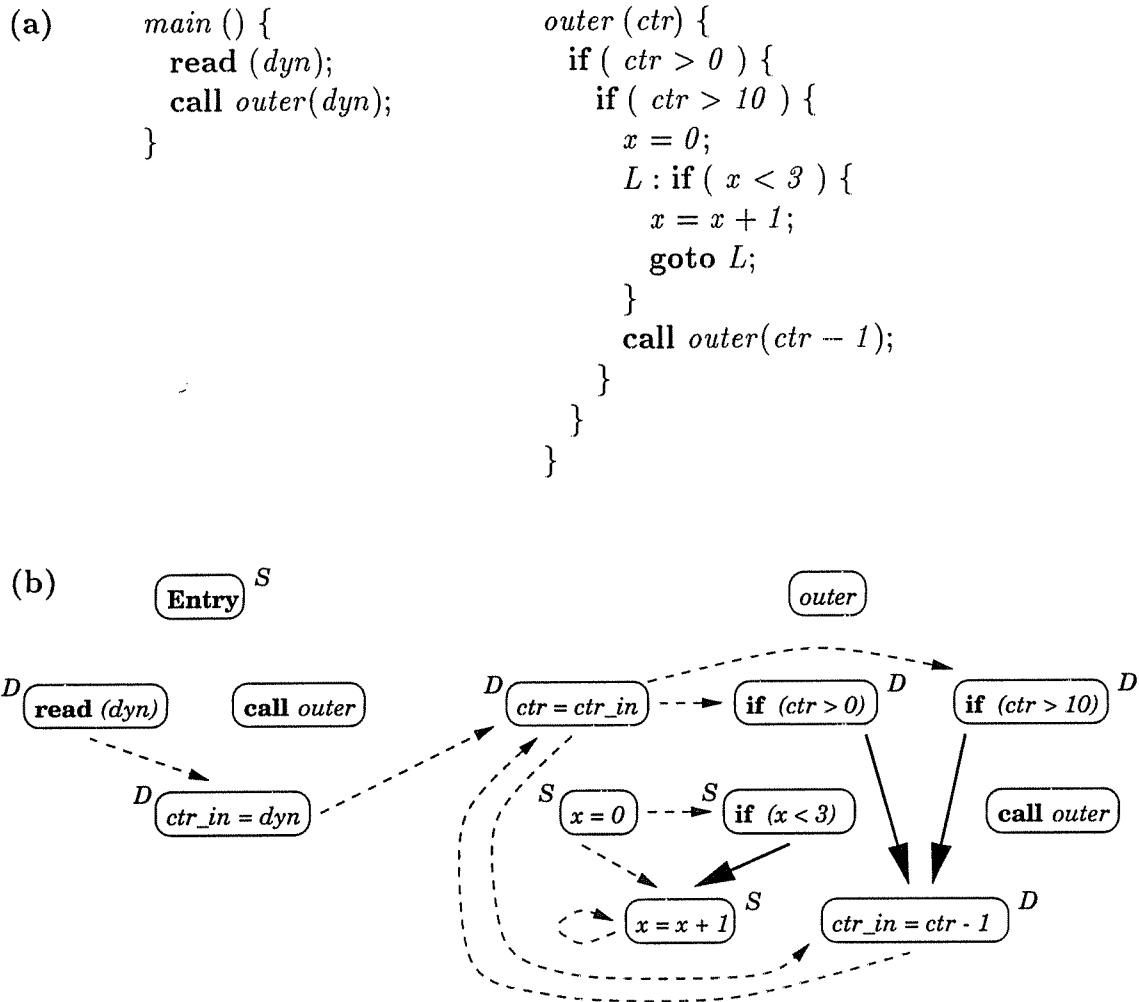 (a)
main () {
read (dyn);
call outer(dyn);
}
outer (ctr) {
if ( ctr > 0 ) {
if ( ctr > 10 ) {
x = 0;
L : if ( x < 3 ) {
x = x + 1;
goto L;
}
call outer(ctr − 1);
}
}
}
(b)
Entry S
outer
D read (dyn)
call outer
D ctr = ctr_in
if (ctr > 0) D
if (ctr > 10) D
D ctr_in = dyn
S x = 0
S if (x < 3)
call outer
x = x + 1 S
ctr_in = ctr - 1 D